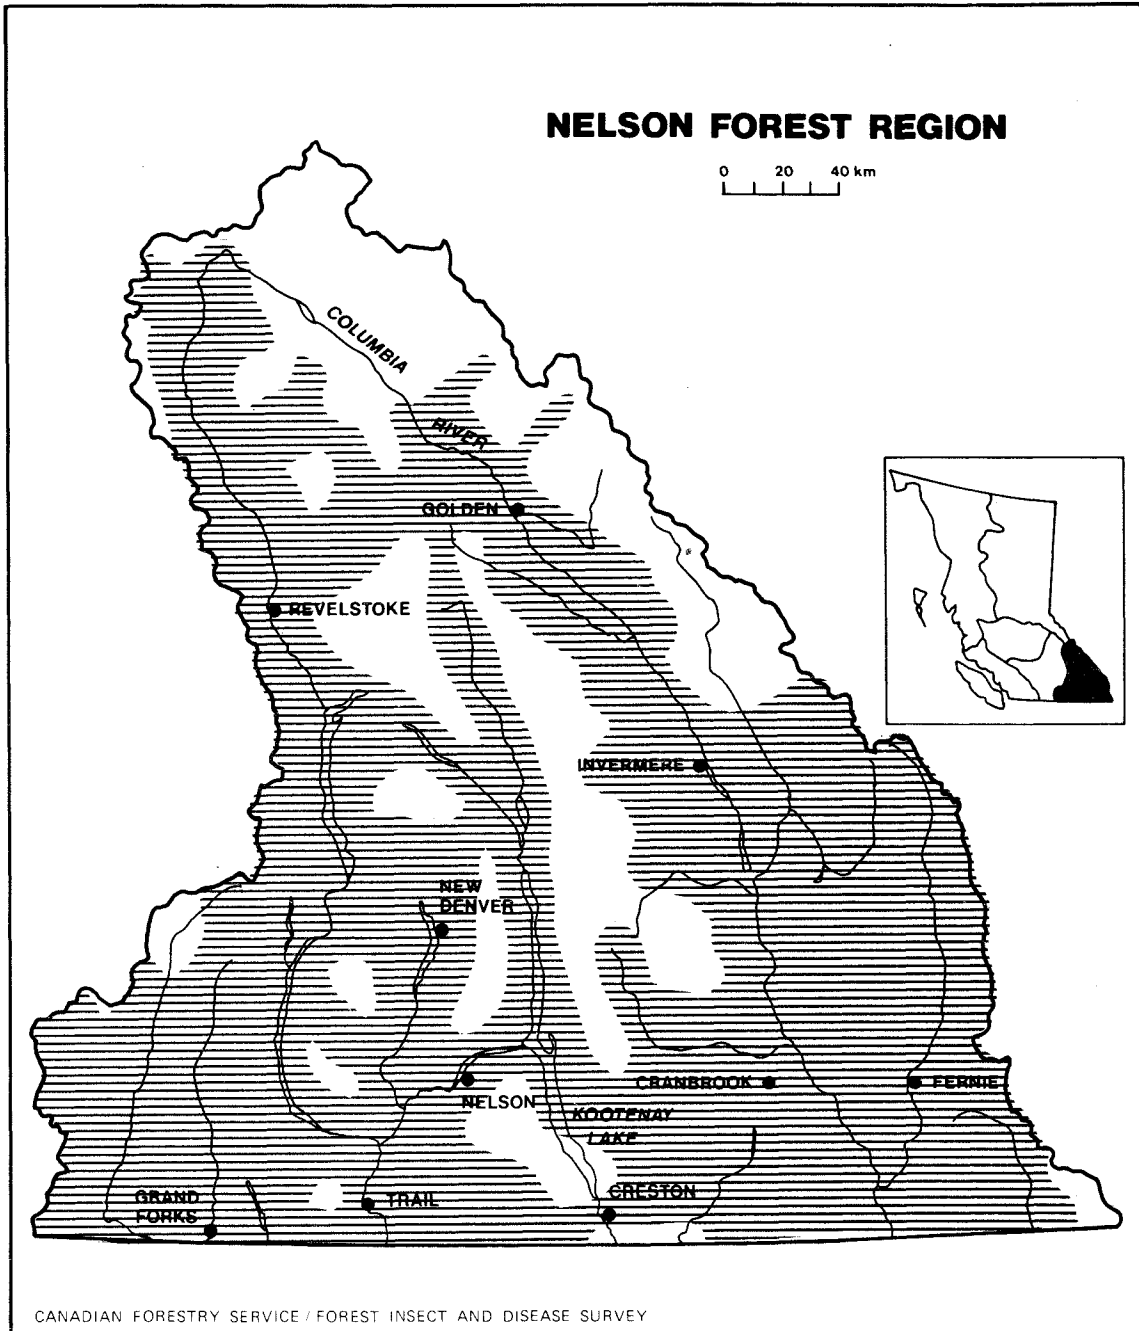 NELSON FOREST REGION
0 20 40 km
COLUMBIA
RIVER
GOLDEN
REVELSTOKE
INVERMERE
NEW
DENVER
CRANBROOK
FERNIE
NELSON
KOOTENAY
LAKE
GRAND
FORKS
TRAIL
CRESTON
CANADIAN FORESTRY SERVICE / FOREST INSECT AND DISEASE SURVEY